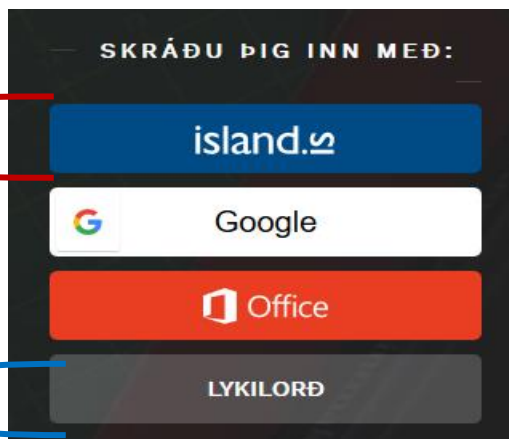 SKRÁÐU ÞIG INN MEÐ:
island.is
Google
Office
LYKILORÐ